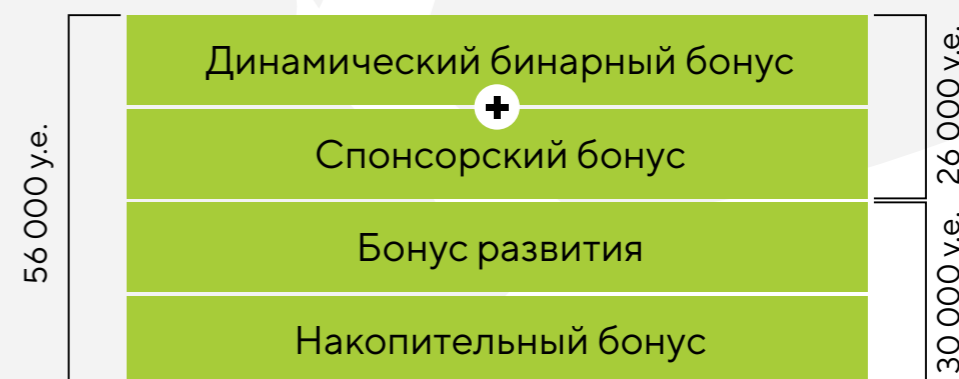 56 000 у.е.
Динамический бинарный бонус
+
Спонсорский бонус
Бонус развития
Накопительный бонус
26 000 у.е.
30 000 у.е.